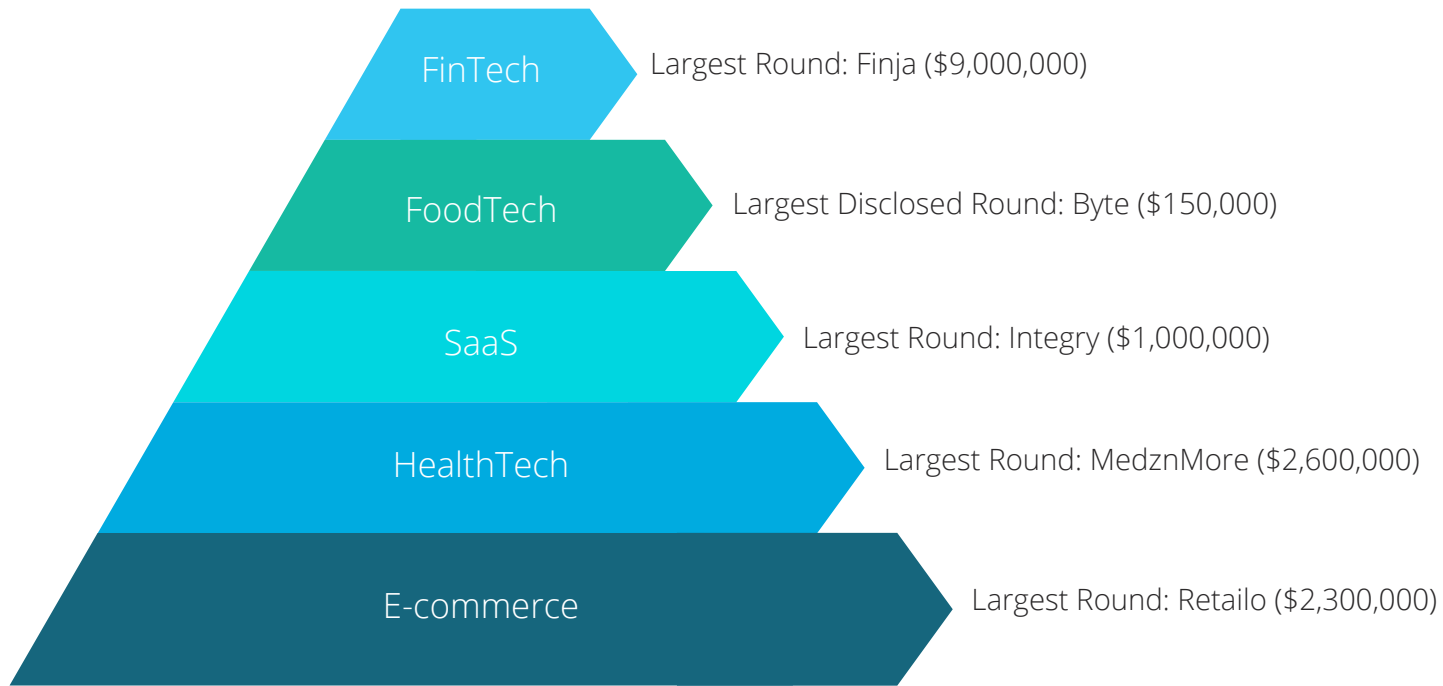 FinTech
Largest Round: Finja ($9,000,000)
FoodTech
Largest Disclosed Round: Byte ($150,000)
SaaS
Largest Round: Integry ($1,000,000)
HealthTech
Largest Round: MedznMore ($2,600,000)
E-commerce
Largest Round: Retailo ($2,300,000)